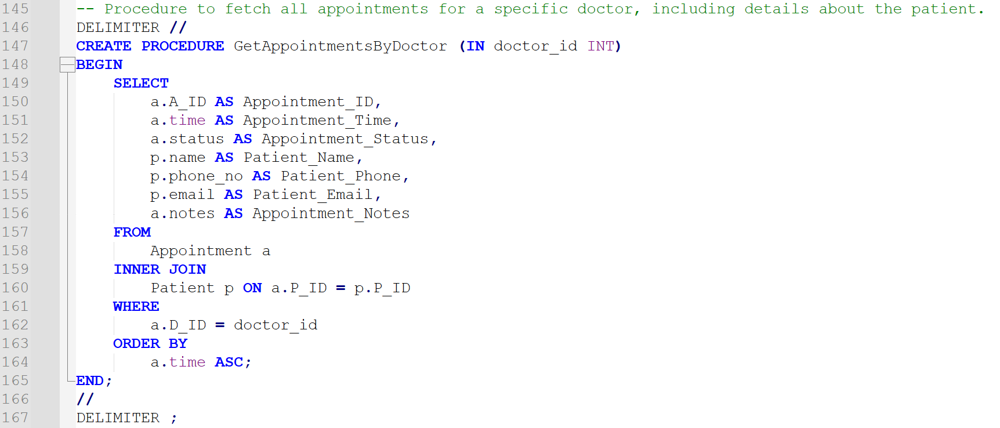 145 -- Procedure to fetch all appointments for a specific doctor, including details about the patient.
146 DELIMITER //
147 CREATE PROCEDURE GetAppointmentsByDoctor (IN doctor_id INT)
148 BEGIN
149     SELECT
150         a.A_ID AS Appointment_ID,
151         a.time AS Appointment_Time,
152         a.status AS Appointment_Status,
153         p.name AS Patient_Name,
154         p.phone_no AS Patient_Phone,
155         p.email AS Patient_Email,
156         a.notes AS Appointment_Notes
157     FROM
158         Appointment a
159     INNER JOIN
160         Patient p ON a.P_ID = p.P_ID
161     WHERE
162         a.D_ID = doctor_id
163     ORDER BY
164         a.time ASC;
165 END;
166 //
167 DELIMITER ;